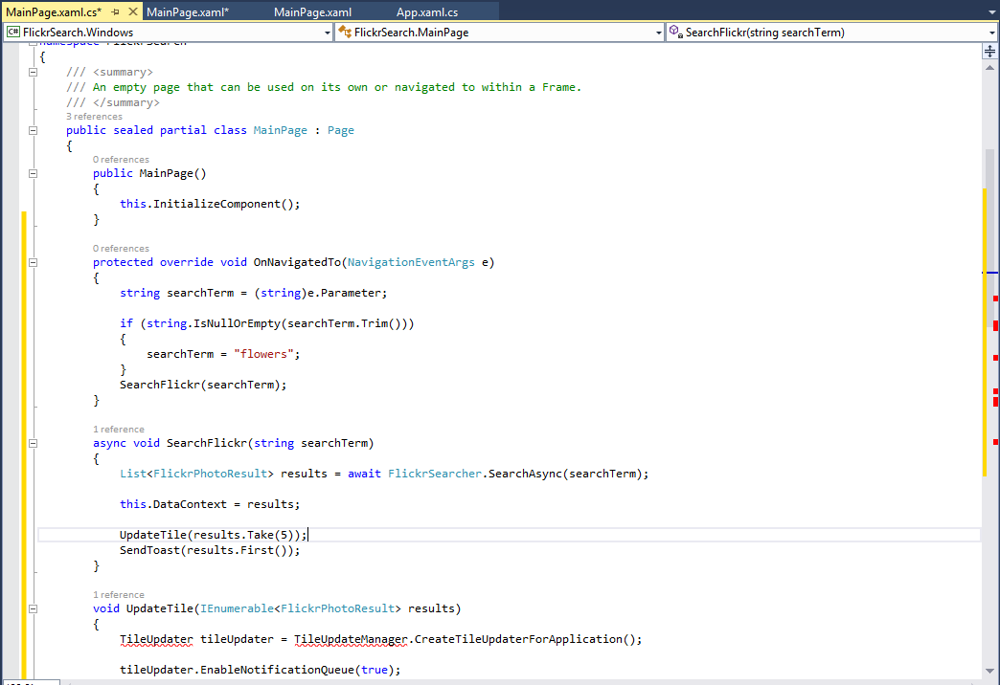 MainPage.xaml.cs* MainPage.xaml* MainPage.xaml App.xaml.cs
C# FlickrSearch.Windows FlickrSearch.MainPage SearchFlickr(string searchTerm)
namespace FlickrSearch
{
/// <summary>
/// An empty page that can be used on its own or navigated to within a Frame.
/// </summary>
3 references
public sealed partial class MainPage : Page
{
0 references
public MainPage()
{
this.InitializeComponent();
}
0 references
protected override void OnNavigatedTo(NavigationEventArgs e)
{
string searchTerm = (string)e.Parameter;
if (string.IsNullOrEmpty(searchTerm.Trim()))
{
searchTerm = "flowers";
}
SearchFlickr(searchTerm);
}
1 reference
async void SearchFlickr(string searchTerm)
{
List<FlickrPhotoResult> results = await FlickrSearcher.SearchAsync(searchTerm);
this.DataContext = results;
UpdateTile(results.Take(5));
SendToast(results.First());
}
1 reference
void UpdateTile(IEnumerable<FlickrPhotoResult> results)
{
TileUpdater tileUpdater = TileUpdateManager.CreateTileUpdaterForApplication();
tileUpdater.EnableNotificationQueue(true);